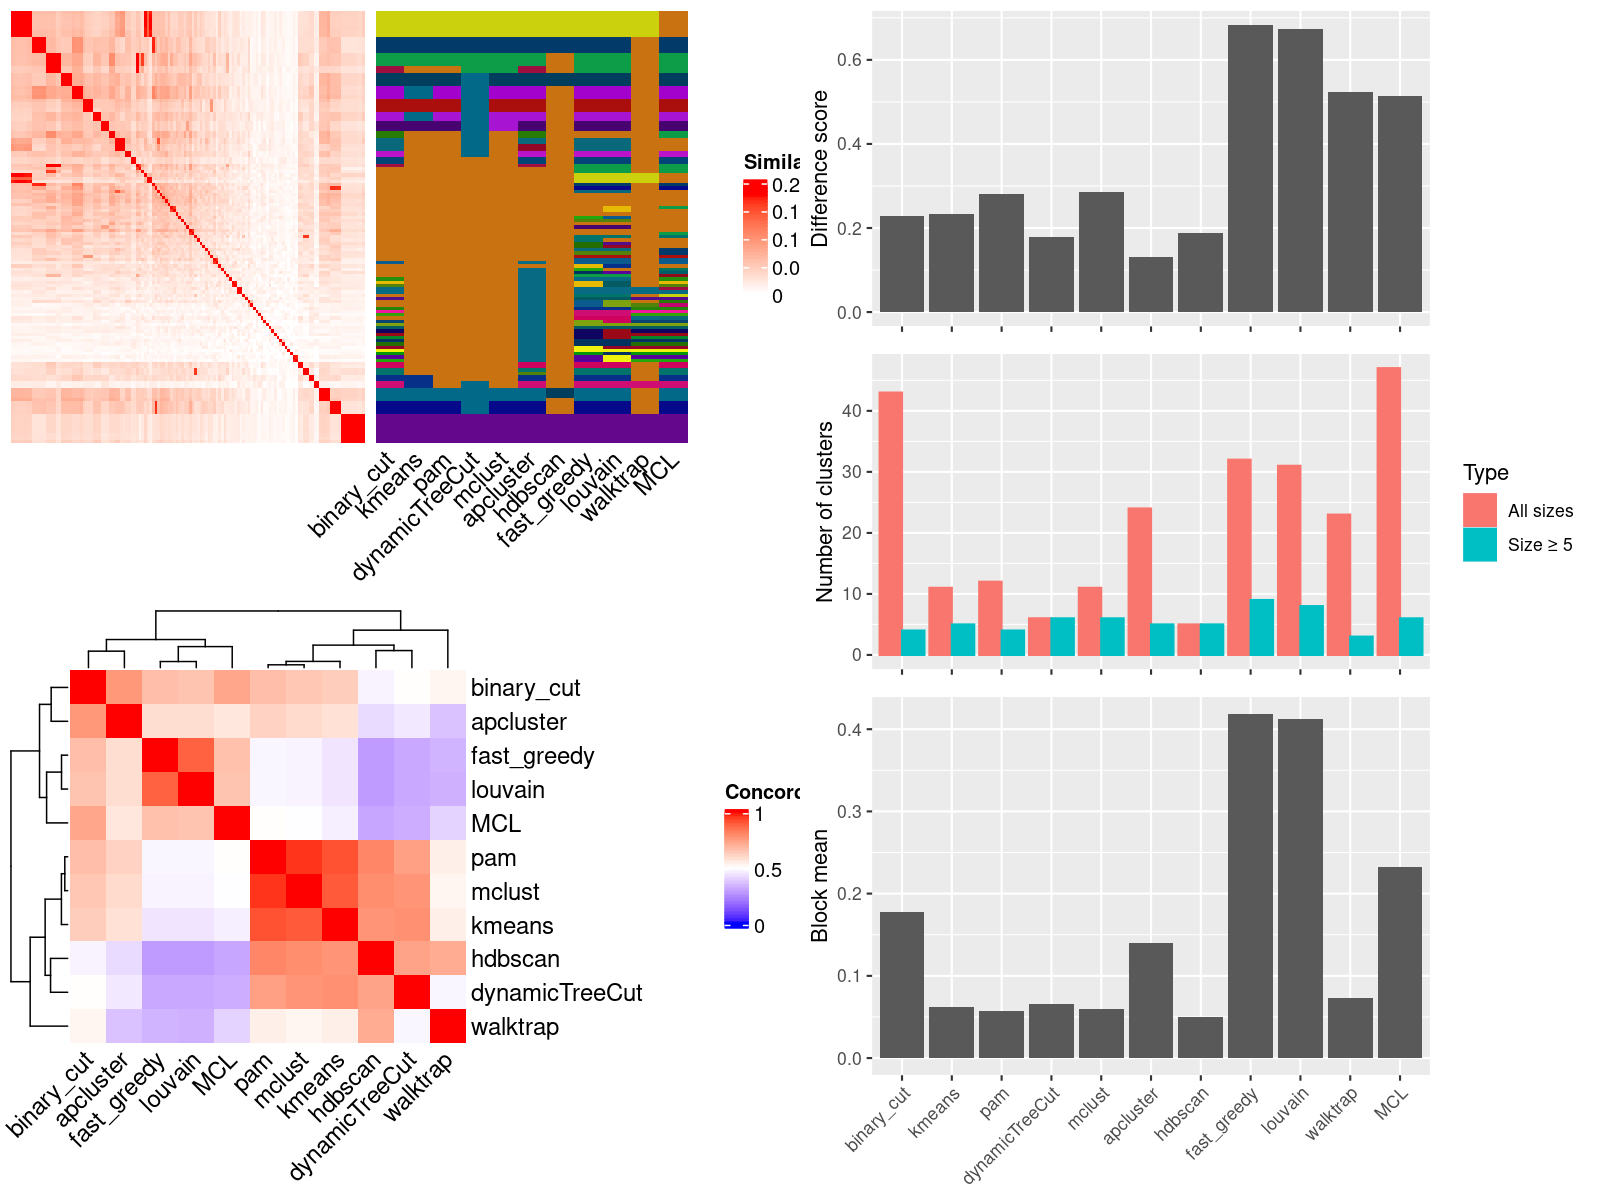 Simila
0.2
0.1
0.1
0.0
0
binary_cut
kmeans
pam
dynamicTreeCut
mclust
apcluster
hdbscan
fast_greedy
louvain
walktrap
MCL
binary_cut
apcluster
fast_greedy
louvain
MCL
pam
mclust
kmeans
hdbscan
dynamicTreeCut
walktrap
binary_cut
apcluster
fast_greedy
louvain
MCL
pam
mclust
kmeans
hdbscan
dynamicTreeCut
walktrap
Concord
1
0.5
0
Difference score
0.6
0.4
0.2
0.0
Number of clusters
40
30
20
10
0
Type
All sizes
Size ≥ 5
Block mean
0.4
0.3
0.2
0.1
0.0
binary_cut
kmeans
pam
dynamicTreeCut
mclust
apcluster
hdbscan
fast_greedy
louvain
walktrap
MCL